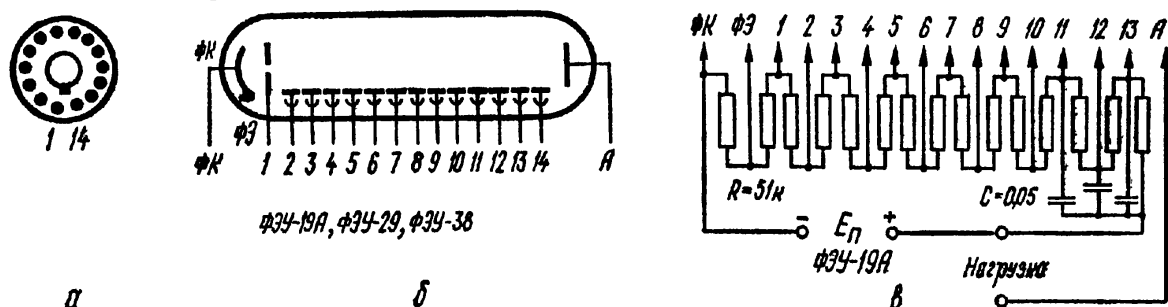 1 14
а
ФК
ФЭ
ФК 1 2 3 4 5 6 7 8 9 10 11 12 13 14 А
ФЭУ-19А, ФЭУ-29, ФЭУ-38
б
ФК ФЭ 1 2 3 4 5 6 7 8 9 10 11 12 13 А
R=51к
C=0,05
- Eп +
ФЭУ-19А
Нагрузка
в